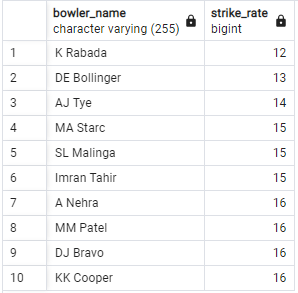 bowler_name strike_rate
character varying (255) bigint
1 K Rabada 12
2 DE Bollinger 13
3 AJ Tye 14
4 MA Starc 15
5 SL Malinga 15
6 Imran Tahir 15
7 A Nehra 16
8 MM Patel 16
9 DJ Bravo 16
10 KK Cooper 16